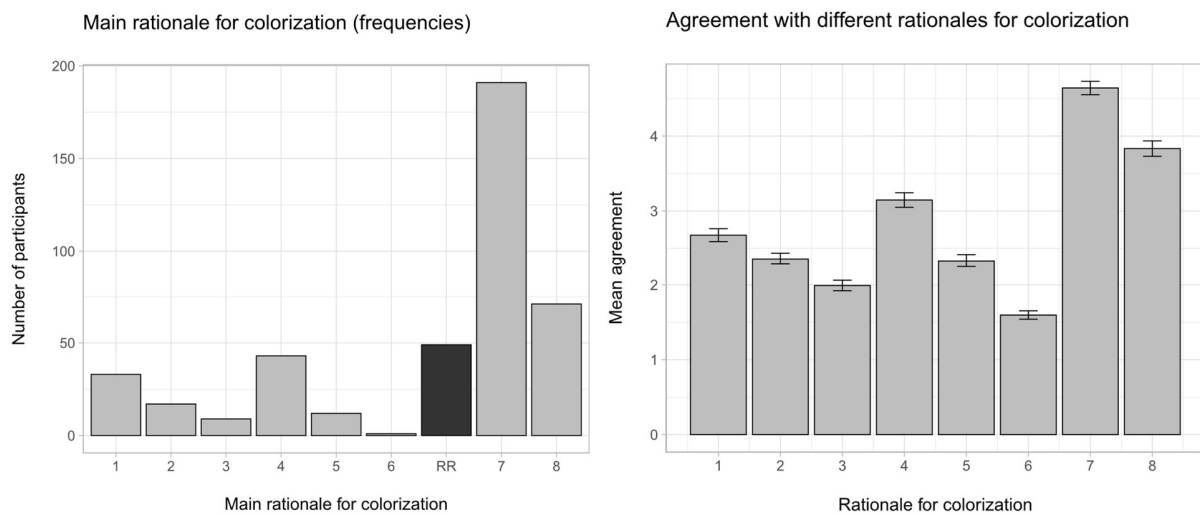 Main rationale for colorization (frequencies)
200
150
100
50
0
Number of participants
1 2 3 4 5 6 RR 7 8
Main rationale for colorization
Agreement with different rationales for colorization
4
3
2
1
0
Mean agreement
1 2 3 4 5 6 7 8
Rationale for colorization